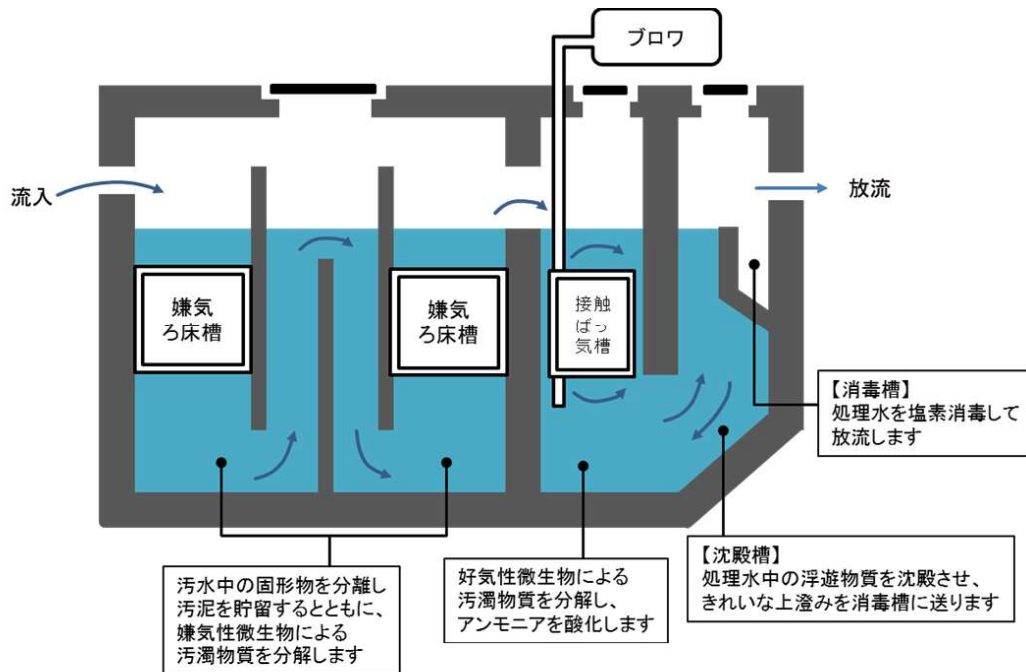 ブロワ
流入
放流
嫌気
ろ床槽
嫌気
ろ床槽
接触
ばっ
気槽
【消毒槽】
処理水を塩素消毒して
放流します
【沈殿槽】
処理水中の浮遊物質を沈殿させ、
きれいな上澄みを消毒槽に送ります
汚水中の固形物を分離し
汚泥を貯留するとともに、
嫌気性微生物による
汚濁物質を分解します
好気性微生物による
汚濁物質を分解し、
アンモニアを酸化します